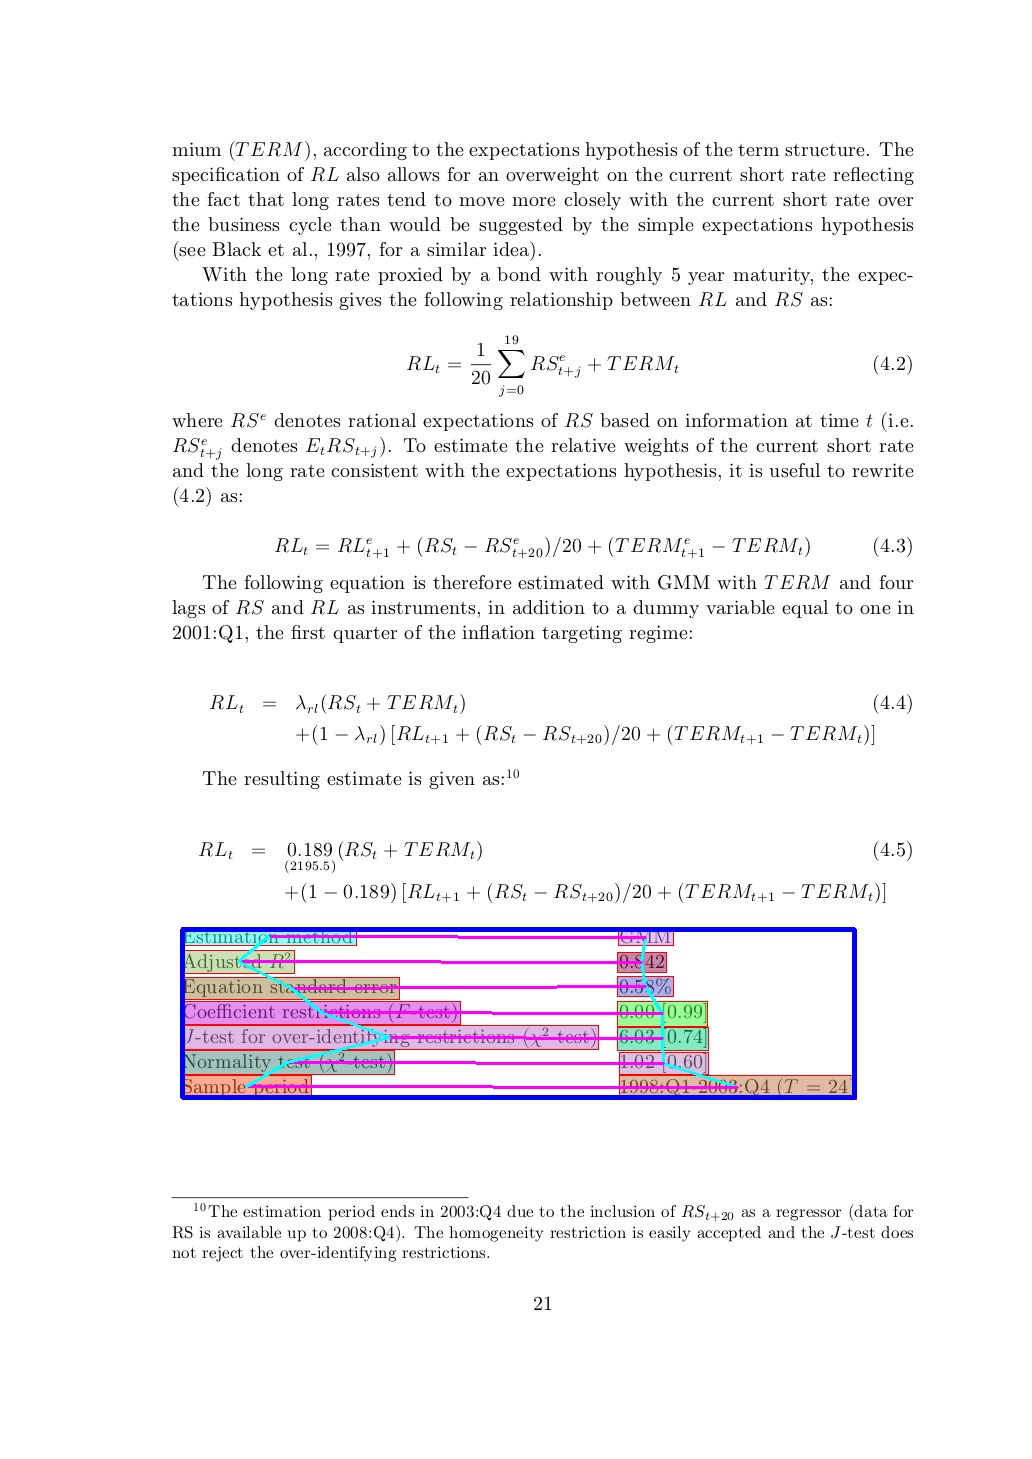 mium (TERM), according to the expectations hypothesis of the term structure. The
specification of RL also allows for an overweight on the current short rate reflecting
the fact that long rates tend to move more closely with the current short rate over
the business cycle than would be suggested by the simple expectations hypothesis
(see Black et al., 1997, for a similar idea).
With the long rate proxied by a bond with roughly 5 year maturity, the expec-
tations hypothesis gives the following relationship between RL and RS as:
RL_t = \frac{1}{20} \sum_{j=0}^{19} RS^e_{t+j} + TERM_t (4.2)
where RS^e denotes rational expectations of RS based on information at time t (i.e.
RS^e_{t+j} denotes E_tRS_{t+j}). To estimate the relative weights of the current short rate
and the long rate consistent with the expectations hypothesis, it is useful to rewrite
(4.2) as:
RL_t = RL^e_{t+1} + (RS_t − RS^e_{t+20})/20 + (TERM^e_{t+1} − TERM_t) (4.3)
The following equation is therefore estimated with GMM with TERM and four
lags of RS and RL as instruments, in addition to a dummy variable equal to one in
2001:Q1, the first quarter of the inflation targeting regime:
RL_t = λ_{rl}(RS_t + TERM_t) (4.4)
+(1 − λ_{rl}) [RL_{t+1} + (RS_t − RS_{t+20})/20 + (TERM_{t+1} − TERM_t)]
The resulting estimate is given as:^{10}
RL_t = 0.189 (RS_t + TERM_t) (4.5)
(2195.5)
+(1 − 0.189) [RL_{t+1} + (RS_t − RS_{t+20})/20 + (TERM_{t+1} − TERM_t)]
Estimation method GMM
Adjusted R^2 0.842
Equation standard error 0.58%
Coefficient restrictions (F-test) 0.00 [0.99]
J-test for over-identifying restrictions (χ^2-test) 6.03 [0.74]
Normality test (χ^2-test) 1.02 [0.60]
Sample period 1998:Q1-2003:Q4 (T = 24)
^{10}The estimation period ends in 2003:Q4 due to the inclusion of RS_{t+20} as a regressor (data for
RS is available up to 2008:Q4). The homogeneity restriction is easily accepted and the J-test does
not reject the over-identifying restrictions.
21